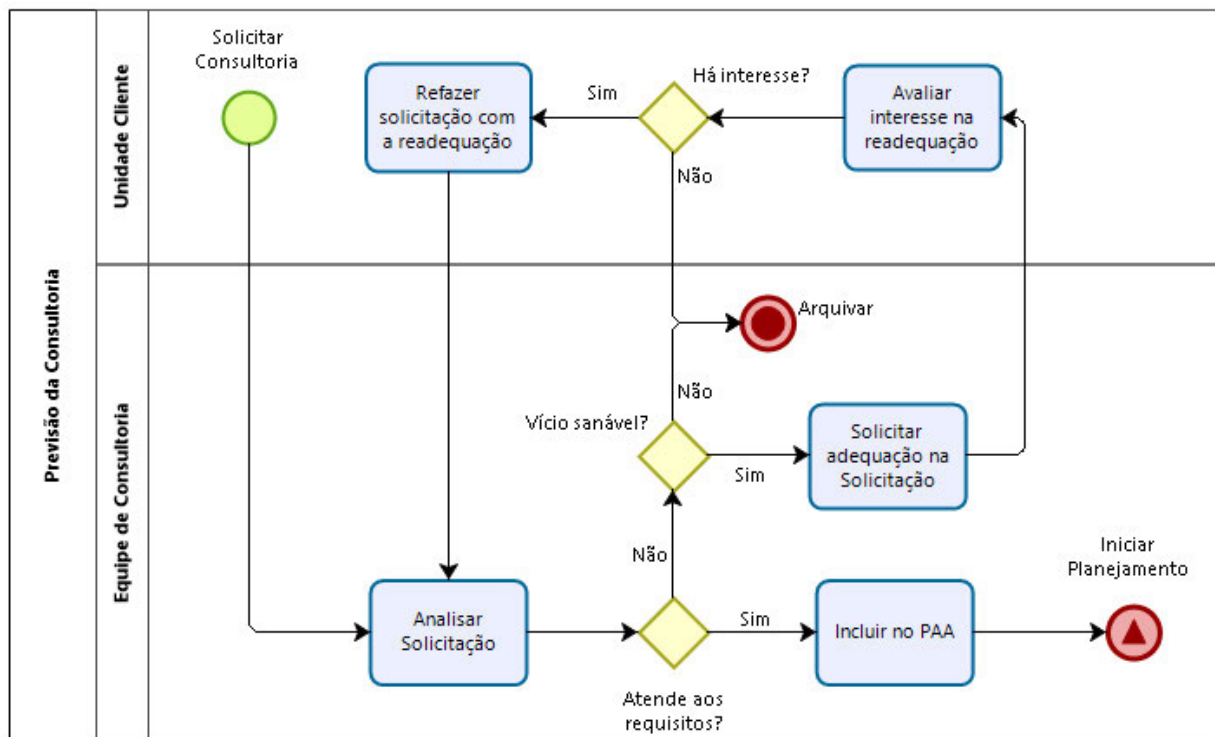 Previsão da Consultoria
Unidade Cliente
Solicitar
Consultoria
Refazer
solicitação com
a readequação
Sim
Há interesse?
Não
Avaliar
interesse na
readequação
Equipe de Consultoria
Arquivar
Não
Vício sanável?
Sim
Solicitar
adequação na
Solicitação
Não
Analisar
Solicitação
Atende aos
requisitos?
Sim
Incluir no PAA
Iniciar
Planejamento